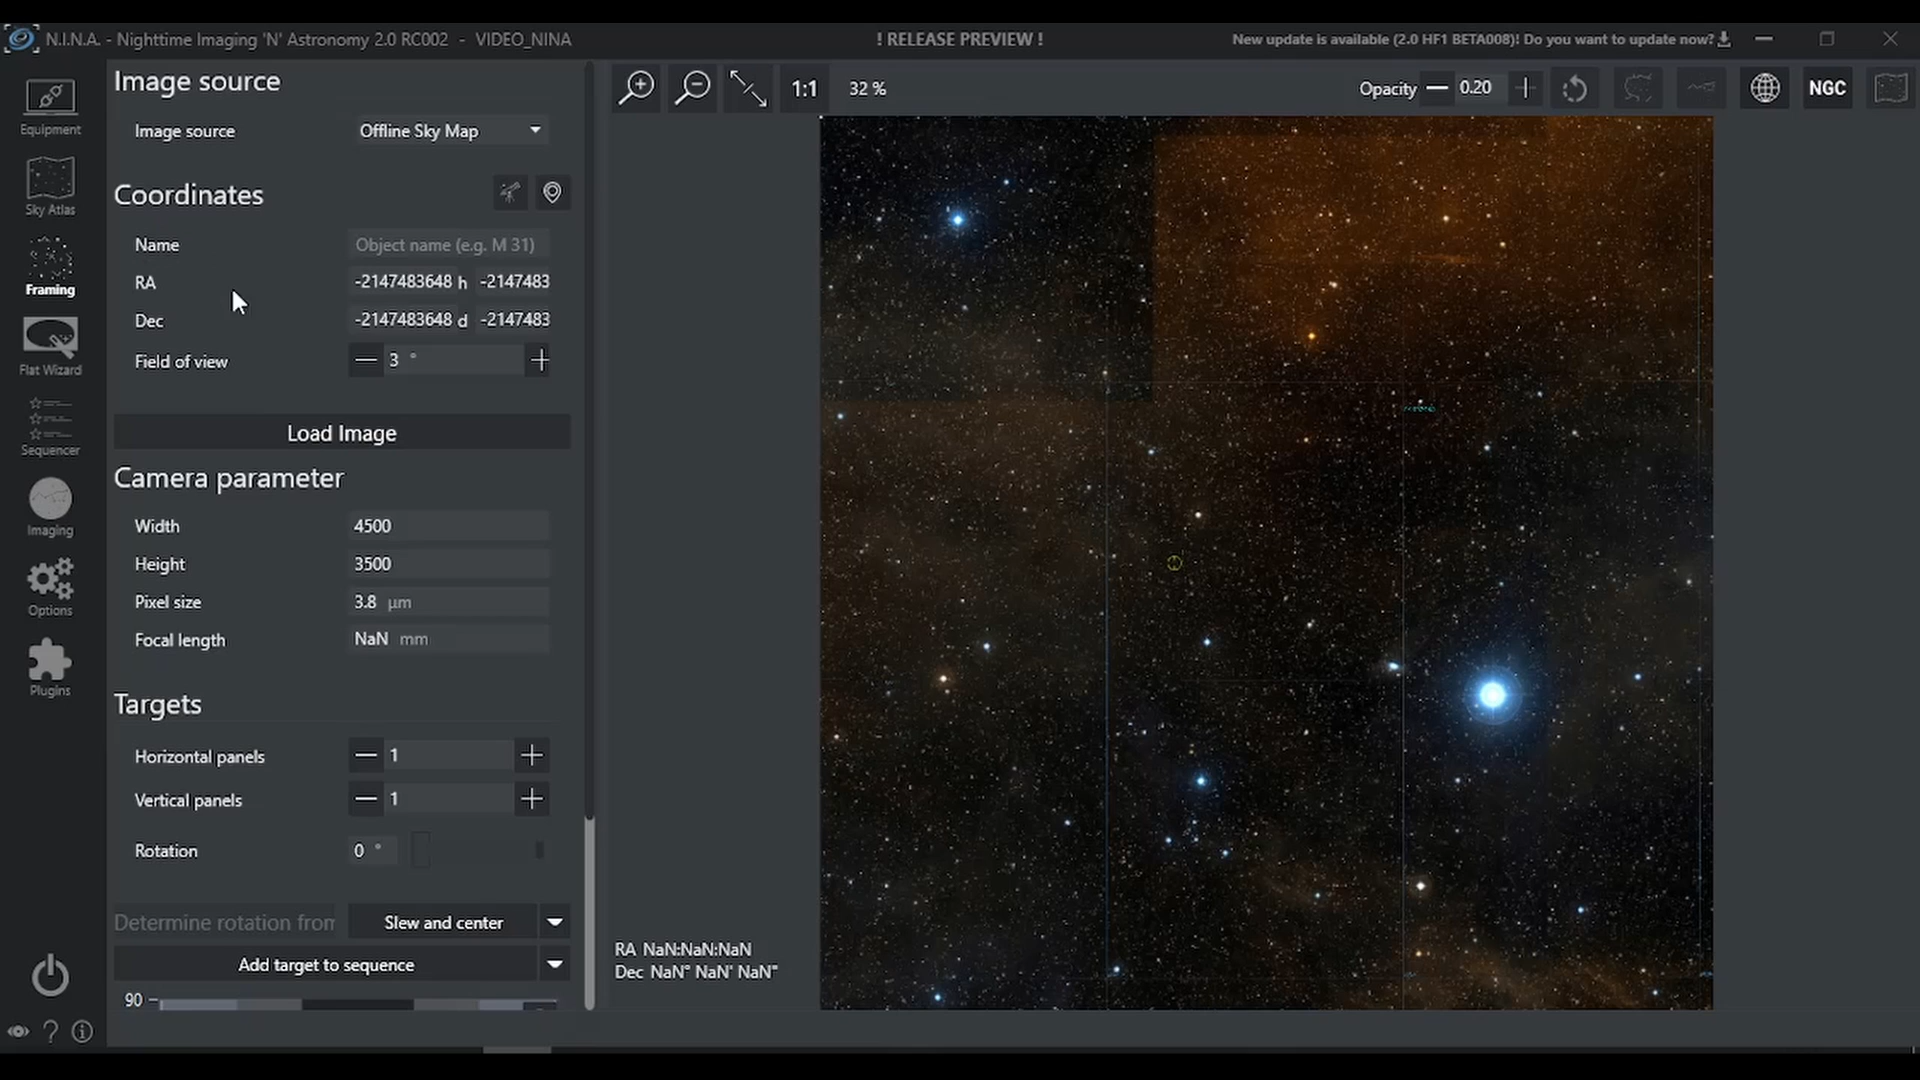 N.I.N.A. - Nighttime Imaging 'N' Astronomy 2.0 RC002 - VIDEO_NINA
! RELEASE PREVIEW !
New update is available (2.0 HF1 BETA008)! Do you want to update now?
Equipment
Sky Atlas
Framing
Flat Wizard
Sequencer
Imaging
Options
Plugins
Image source
Image source Offline Sky Map
Coordinates
Name Object name (e.g. M 31)
RA -2147483648 h -2147483
Dec -2147483648 d -2147483
Field of view 3 °
Load Image
Camera parameter
Width 4500
Height 3500
Pixel size 3.8 μm
Focal length NaN mm
Targets
Horizontal panels 1
Vertical panels 1
Rotation 0 °
Determine rotation from Slew and center
Add target to sequence
90
1:1 32 % Opacity 0.20 NGC
RA NaN:NaN:NaN
Dec NaN° NaN' NaN"